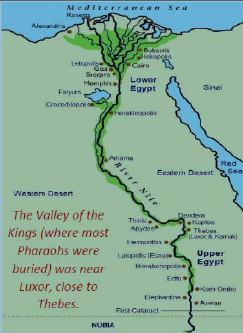 Mediterranean Sea
Rosetta
Alexandria
Bubastis
Heliopolis
Letopolis
Giza
Cairo
Saqqara
Memphis
Lower
Egypt
Sinai
Faiyum
Crocodilopolis
Herakleopolis
Amarna
River Nile
Red
Sea
Eastern Desert
Western Desert
The Valley of the
Kings (where most
Pharaohs were
buried) was near
Luxor, close to
Thebes.
Dendera
Thinis
Koptos
Abydos
Thebes
(Luxor & Karnak)
Hermonthis
Upper
Egypt
Latopolis (Esna)
Hierakonopolis
Edfu
Kom Ombo
Elephantine
Aswan
First Cataract
NUBIA